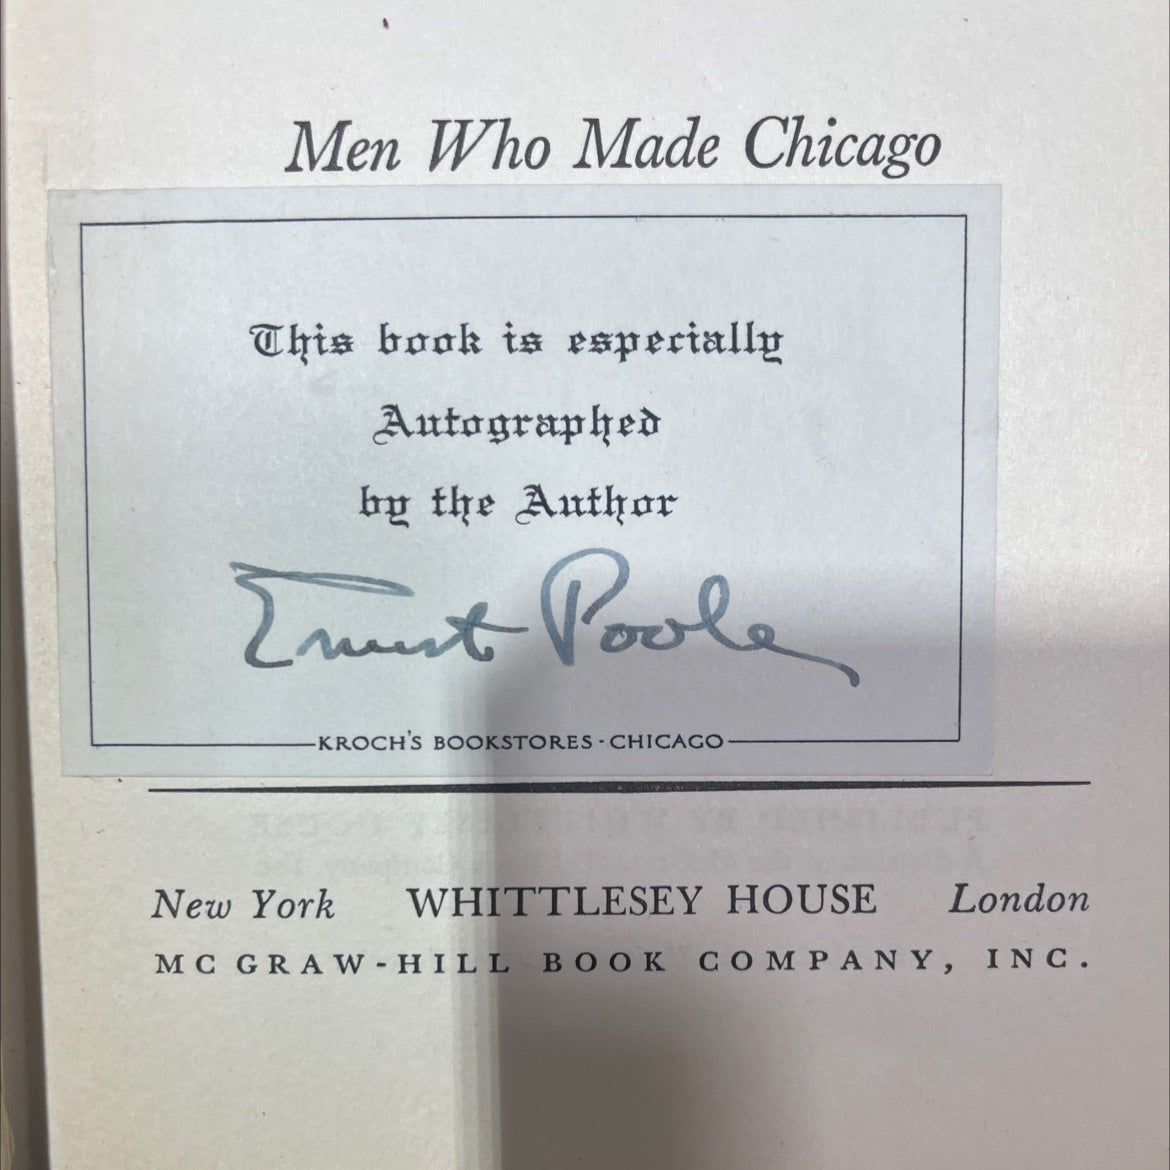 Men Who Made Chicago
This book is especially
Autographed
by the Author
Ernest Poole
KROCH'S BOOKSTORES · CHICAGO
New York WHITTLESEY HOUSE London
MC GRAW-HILL BOOK COMPANY, INC.